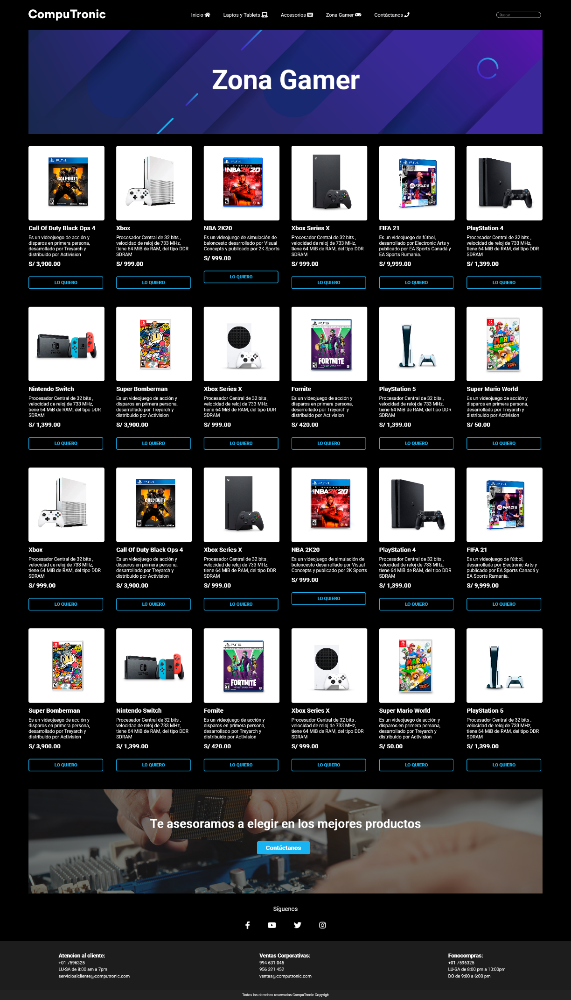 CompuTronic
Inicio
Laptos y Tablets
Accesorios
Zona Gamer
Contáctanos
Buscar
Zona Gamer
Call Of Duty Black Ops 4
Es un videojuego de acción y
disparos en primera persona,
desarrollado por Treyarch y
distribuido por Activision
S/ 3,900.00
LO QUIERO
Xbox
Procesador Central de 32 bits ,
velocidad de reloj de 733 MHz,
tiene 64 MiB de RAM, del tipo DDR
SDRAM
S/ 999.00
LO QUIERO
NBA 2K20
Es un videojuego de simulación de
baloncesto desarrollado por Visual
Concepts y publicado por 2K Sports
S/ 999.00
LO QUIERO
Xbox Series X
Procesador Central de 32 bits ,
velocidad de reloj de 733 MHz,
tiene 64 MiB de RAM, del tipo DDR
SDRAM
S/ 999.00
LO QUIERO
FIFA 21
Es un videojuego de fútbol,
desarrollado por Electronic Arts y
publicado por EA Sports Canadá y
EA Sports Rumania.
S/ 9,999.00
LO QUIERO
PlayStation 4
Procesador Central de 32 bits ,
velocidad de reloj de 733 MHz,
tiene 64 MiB de RAM, del tipo DDR
SDRAM
S/ 1,399.00
LO QUIERO
Nintendo Switch
Procesador Central de 32 bits ,
velocidad de reloj de 733 MHz,
tiene 64 MiB de RAM, del tipo DDR
SDRAM
S/ 1,399.00
LO QUIERO
Super Bomberman
Es un videojuego de acción y
disparos en primera persona,
desarrollado por Treyarch y
distribuido por Activision
S/ 3,900.00
LO QUIERO
Xbox Series X
Procesador Central de 32 bits ,
velocidad de reloj de 733 MHz,
tiene 64 MiB de RAM, del tipo DDR
SDRAM
S/ 999.00
LO QUIERO
Fornite
Es un videojuego de acción y
disparos en primera persona,
desarrollado por Treyarch y
distribuido por Activision
S/ 420.00
LO QUIERO
PlayStation 5
Procesador Central de 32 bits ,
velocidad de reloj de 733 MHz,
tiene 64 MiB de RAM, del tipo DDR
SDRAM
S/ 1,399.00
LO QUIERO
Super Mario World
Es un videojuego de acción y
disparos en primera persona,
desarrollado por Treyarch y
distribuido por Activision
S/ 50.00
LO QUIERO
Xbox
Procesador Central de 32 bits ,
velocidad de reloj de 733 MHz,
tiene 64 MiB de RAM, del tipo DDR
SDRAM
S/ 999.00
LO QUIERO
Call Of Duty Black Ops 4
Es un videojuego de acción y
disparos en primera persona,
desarrollado por Treyarch y
distribuido por Activision
S/ 3,900.00
LO QUIERO
Xbox Series X
Procesador Central de 32 bits ,
velocidad de reloj de 733 MHz,
tiene 64 MiB de RAM, del tipo DDR
SDRAM
S/ 999.00
LO QUIERO
NBA 2K20
Es un videojuego de simulación de
baloncesto desarrollado por Visual
Concepts y publicado por 2K Sports
S/ 999.00
LO QUIERO
PlayStation 4
Procesador Central de 32 bits ,
velocidad de reloj de 733 MHz,
tiene 64 MiB de RAM, del tipo DDR
SDRAM
S/ 1,399.00
LO QUIERO
FIFA 21
Es un videojuego de fútbol,
desarrollado por Electronic Arts y
publicado por EA Sports Canadá y
EA Sports Rumania.
S/ 9,999.00
LO QUIERO
Super Bomberman
Es un videojuego de acción y
disparos en primera persona,
desarrollado por Treyarch y
distribuido por Activision
S/ 3,900.00
LO QUIERO
Nintendo Switch
Procesador Central de 32 bits ,
velocidad de reloj de 733 MHz,
tiene 64 MiB de RAM, del tipo DDR
SDRAM
S/ 1,399.00
LO QUIERO
Fornite
Es un videojuego de acción y
disparos en primera persona,
desarrollado por Treyarch y
distribuido por Activision
S/ 420.00
LO QUIERO
Xbox Series X
Procesador Central de 32 bits ,
velocidad de reloj de 733 MHz,
tiene 64 MiB de RAM, del tipo DDR
SDRAM
S/ 999.00
LO QUIERO
Super Mario World
Es un videojuego de acción y
disparos en primera persona,
desarrollado por Treyarch y
distribuido por Activision
S/ 50.00
LO QUIERO
PlayStation 5
Procesador Central de 32 bits ,
velocidad de reloj de 733 MHz,
tiene 64 MiB de RAM, del tipo DDR
SDRAM
S/ 1,399.00
LO QUIERO
Te asesoramos a elegir en los mejores productos
Contáctanos
Síguenos
Atencion al cliente:
+01 7596325
LU-SA de 8:00 am a 7pm
servicioalcliente@computronic.com
Ventas Corporativas:
994 631 045
956 321 452
ventas@computronic.com
Fonocompras:
+01 7596325
LU-SA de 8:00 pm a 10:00pm
DO de 9:00 a 6:00 pm
Todos los derechos reservados CompuTronic Copyrigh